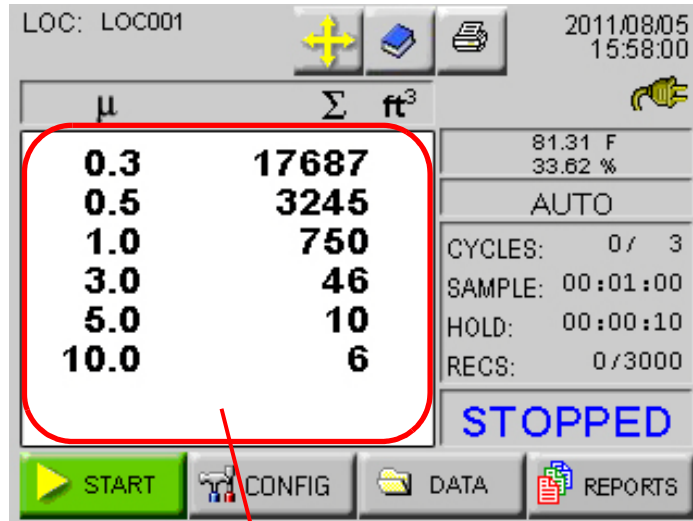 LOC: LOC001
2011/08/05
15:58:00
μ Σ ft³
0.3 17687
0.5 3245
1.0 750
3.0 46
5.0 10
10.0 6
81.31 F
33.62 %
AUTO
CYCLES: 0/ 3
SAMPLE: 00:01:00
HOLD: 00:00:10
RECS: 0/3000
STOPPED
START CONFIG DATA REPORTS